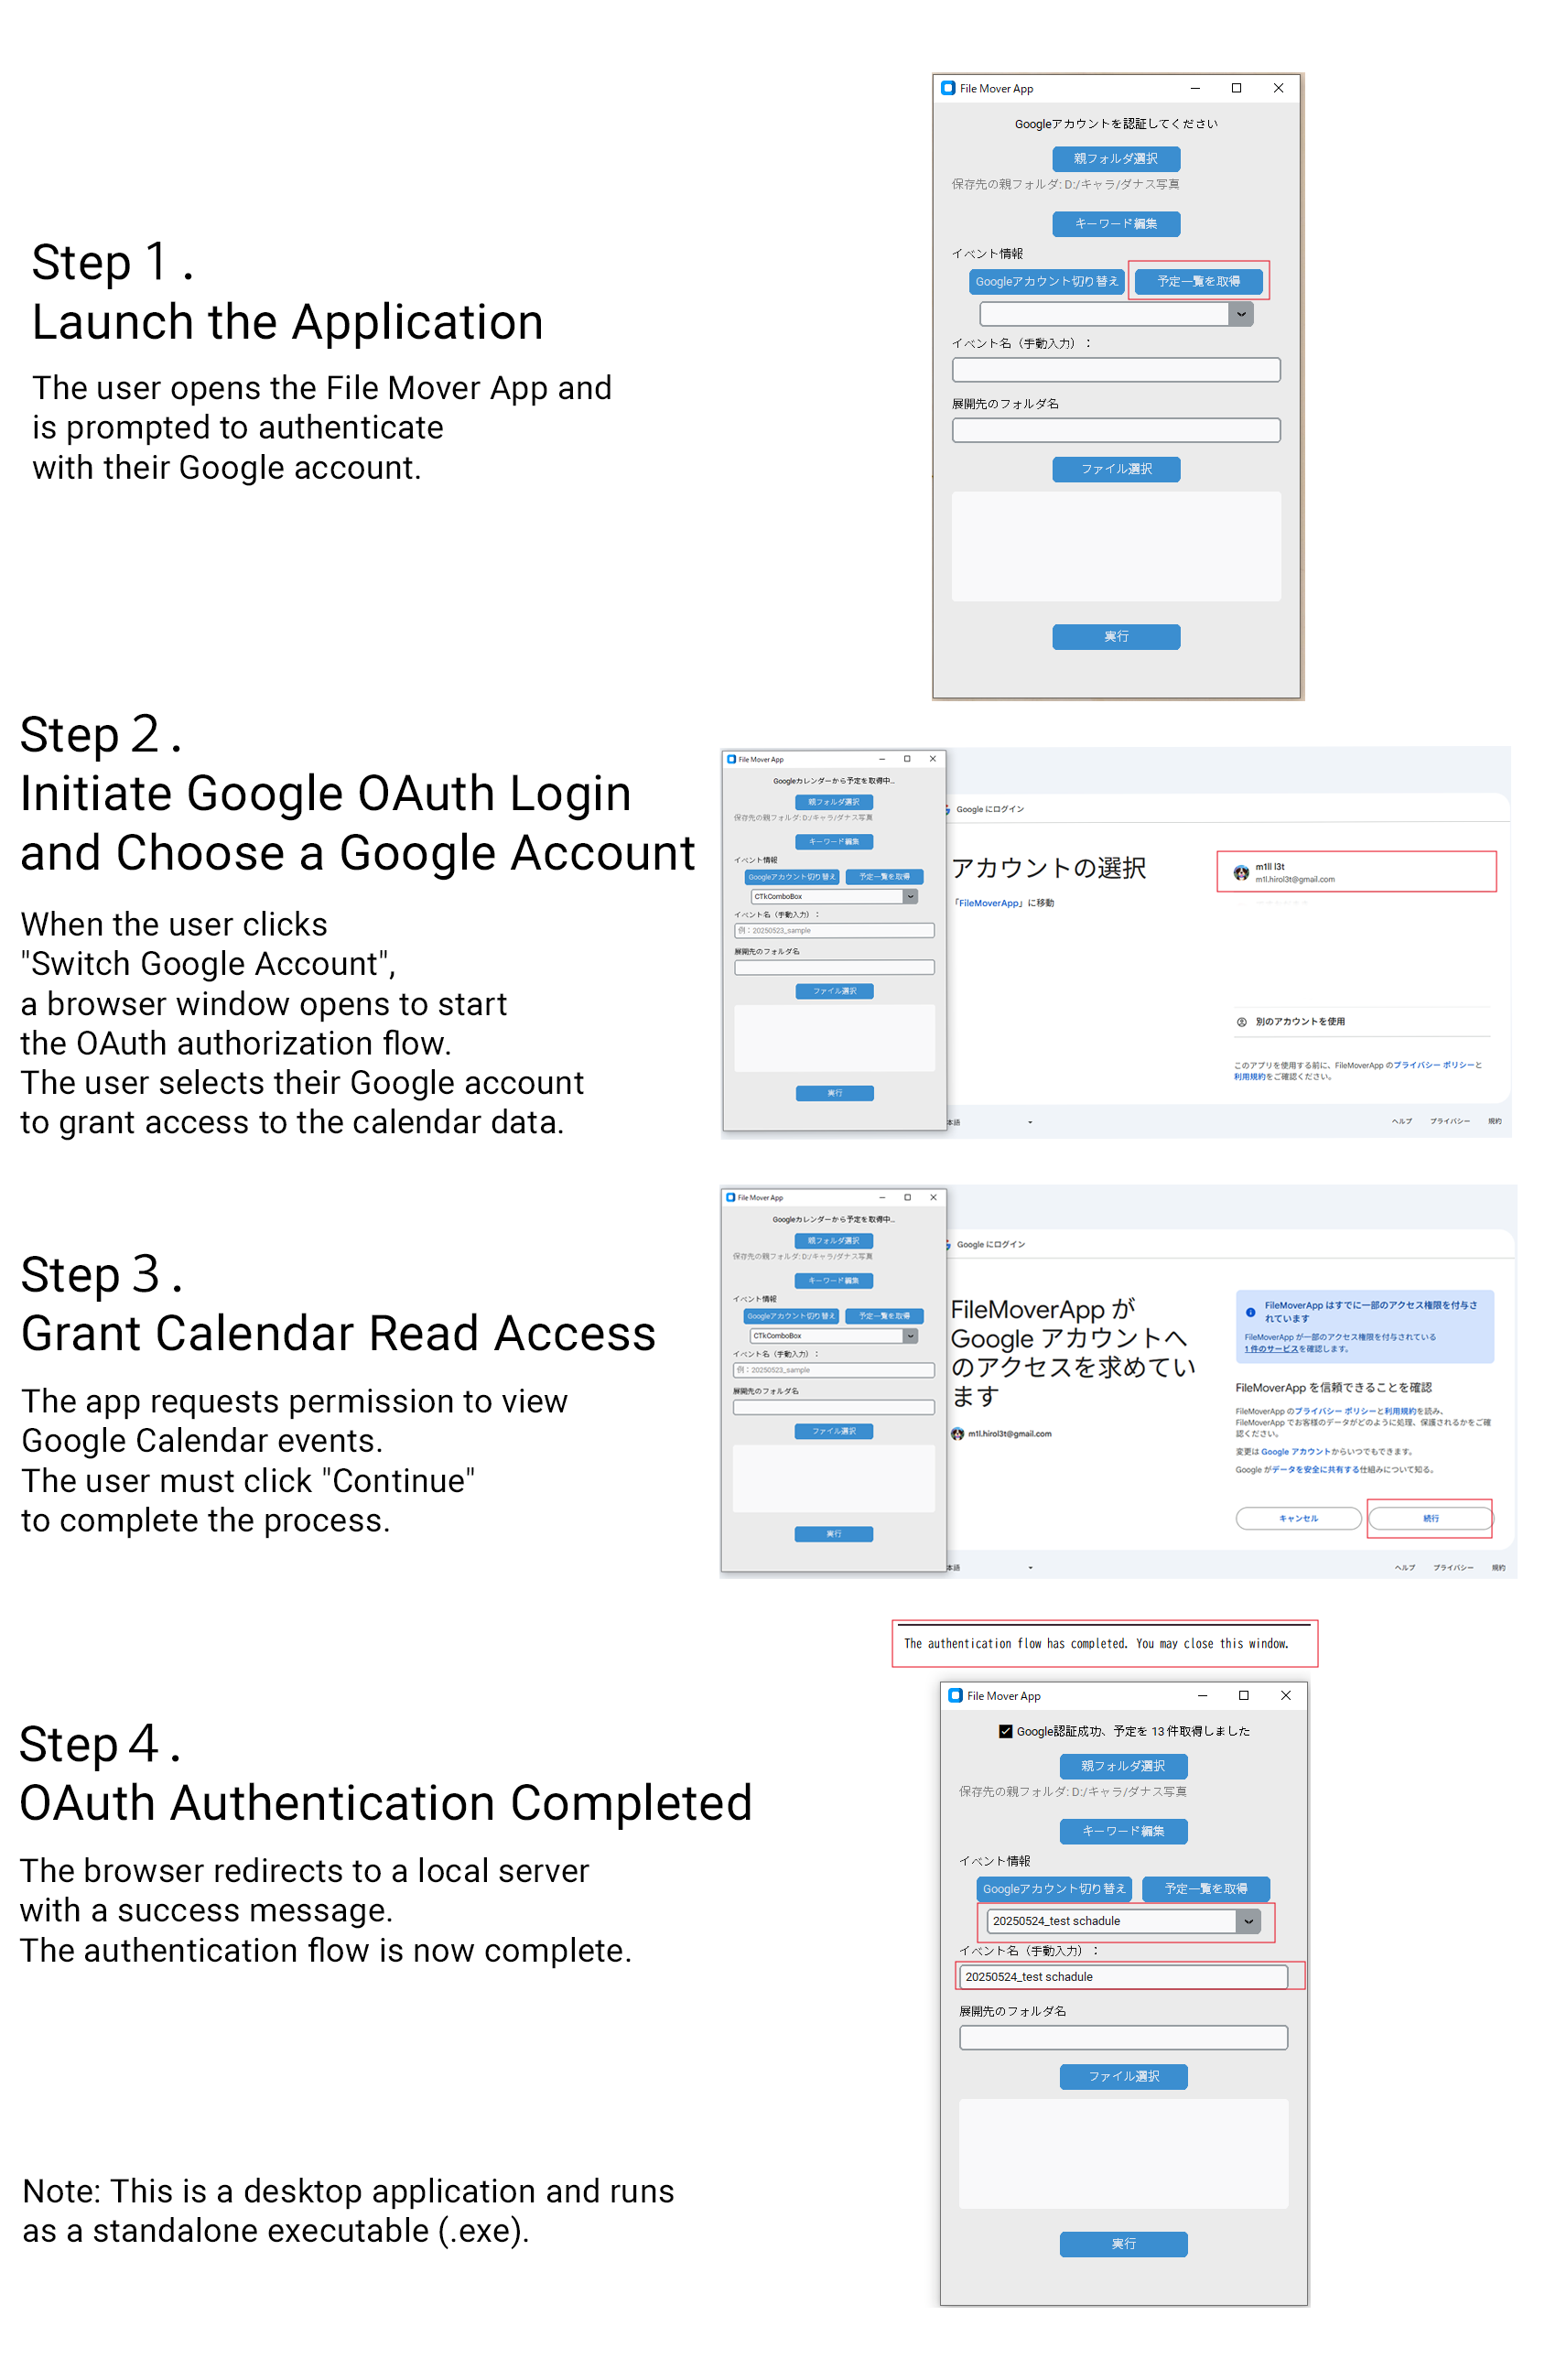 Step 1 .
Launch the Application
The user opens the File Mover App and
is prompted to authenticate
with their Google account.
File Mover App
Googleアカウントを認証してください
親フォルダ選択
保存先の親フォルダ: D:/キャラ/ダナス写真
キーワード編集
イベント情報
Googleアカウント切り替え
予定一覧を取得
イベント名（手動入力）：
展開先のフォルダ名
ファイル選択
実行
Step 2 .
Initiate Google OAuth Login
and Choose a Google Account
When the user clicks
"Switch Google Account",
a browser window opens to start
the OAuth authorization flow.
The user selects their Google account
to grant access to the calendar data.
File Mover App
Googleカレンダーから予定を取得中...
親フォルダ選択
保存先の親フォルダ: D:/キャラ/ダナス写真
キーワード編集
イベント情報
Googleアカウント切り替え
予定一覧を取得
CTkComboBox
イベント名（手動入力）：
例：20250523_sample
展開先のフォルダ名
ファイル選択
実行
Google にログイン
アカウントの選択
「FileMoverApp」に移動
m1ll l3t
m1l.hirol3t@gmail.com
別のアカウントを使用
このアプリを使用する前に、FileMoverApp のプライバシー ポリシーと
利用規約をご確認ください。
本語
ヘルプ
プライバシー
規約
Step 3 .
Grant Calendar Read Access
The app requests permission to view
Google Calendar events.
The user must click "Continue"
to complete the process.
File Mover App
Googleカレンダーから予定を取得中...
親フォルダ選択
保存先の親フォルダ: D:/キャラ/ダナス写真
キーワード編集
イベント情報
Googleアカウント切り替え
予定一覧を取得
CTkComboBox
イベント名（手動入力）：
例：20250523_sample
展開先のフォルダ名
ファイル選択
実行
Google にログイン
FileMoverApp が
Google アカウントへ
のアクセスを求めてい
ます
m1l.hirol3t@gmail.com
FileMoverApp はすでに一部のアクセス権限を付与さ
れています
FileMoverApp が一部のアクセス権限を付与されている
1 件のサービスを確認します。
FileMoverApp を信頼できることを確認
FileMoverApp のプライバシー ポリシーと利用規約を読み、
FileMoverApp でお客様のデータがどのように処理、保護されるかをご確
認ください。
変更は Google アカウントからいつでもできます。
Google がデータを安全に共有する仕組みについて知る。
キャンセル
続行
本語
ヘルプ
プライバシー
規約
Step 4 .
OAuth Authentication Completed
The browser redirects to a local server
with a success message.
The authentication flow is now complete.
The authentication flow has completed. You may close this window.
File Mover App
Google認証成功、予定を 13 件取得しました
親フォルダ選択
保存先の親フォルダ: D:/キャラ/ダナス写真
キーワード編集
イベント情報
Googleアカウント切り替え
予定一覧を取得
20250524_test schadule
イベント名（手動入力）：
20250524_test schadule
展開先のフォルダ名
ファイル選択
実行
Note: This is a desktop application and runs
as a standalone executable (.exe).